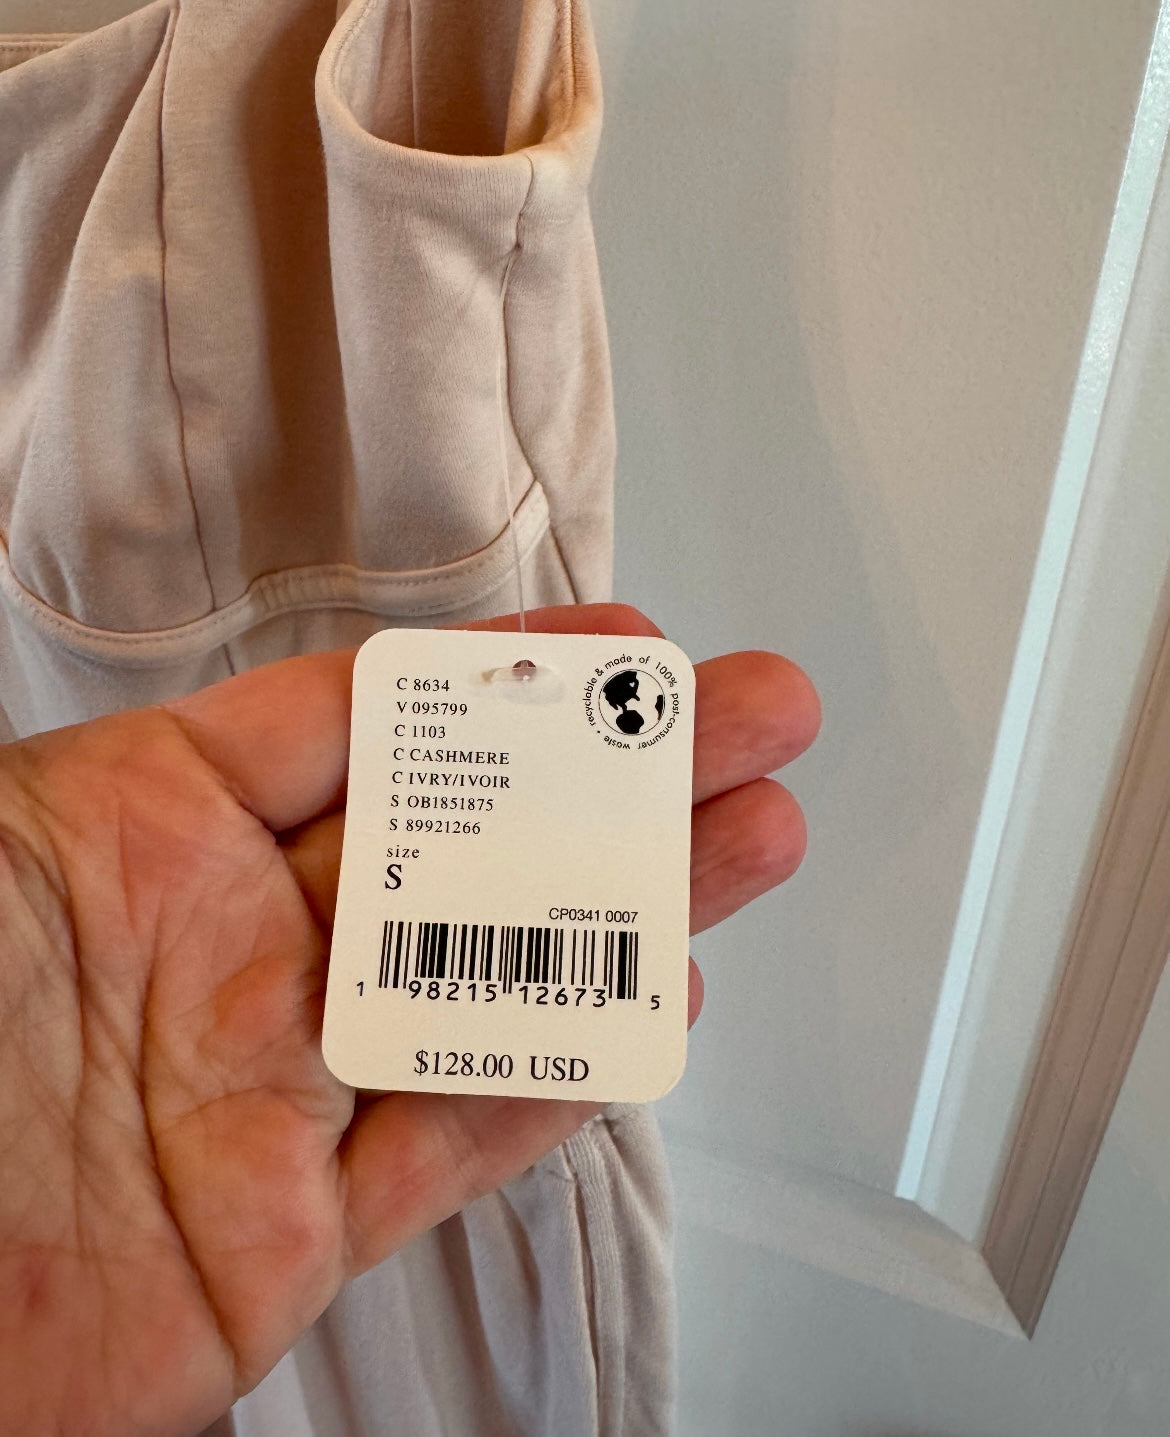 C 8634
V 095799
C 1103
C CASHMERE
C IVRY/IVOIR
S OB1851875
S 89921266
size
S
recyclable & made of 100% post-consumer waste •
CP0341 0007
1 98215 12673 5
$128.00 USD